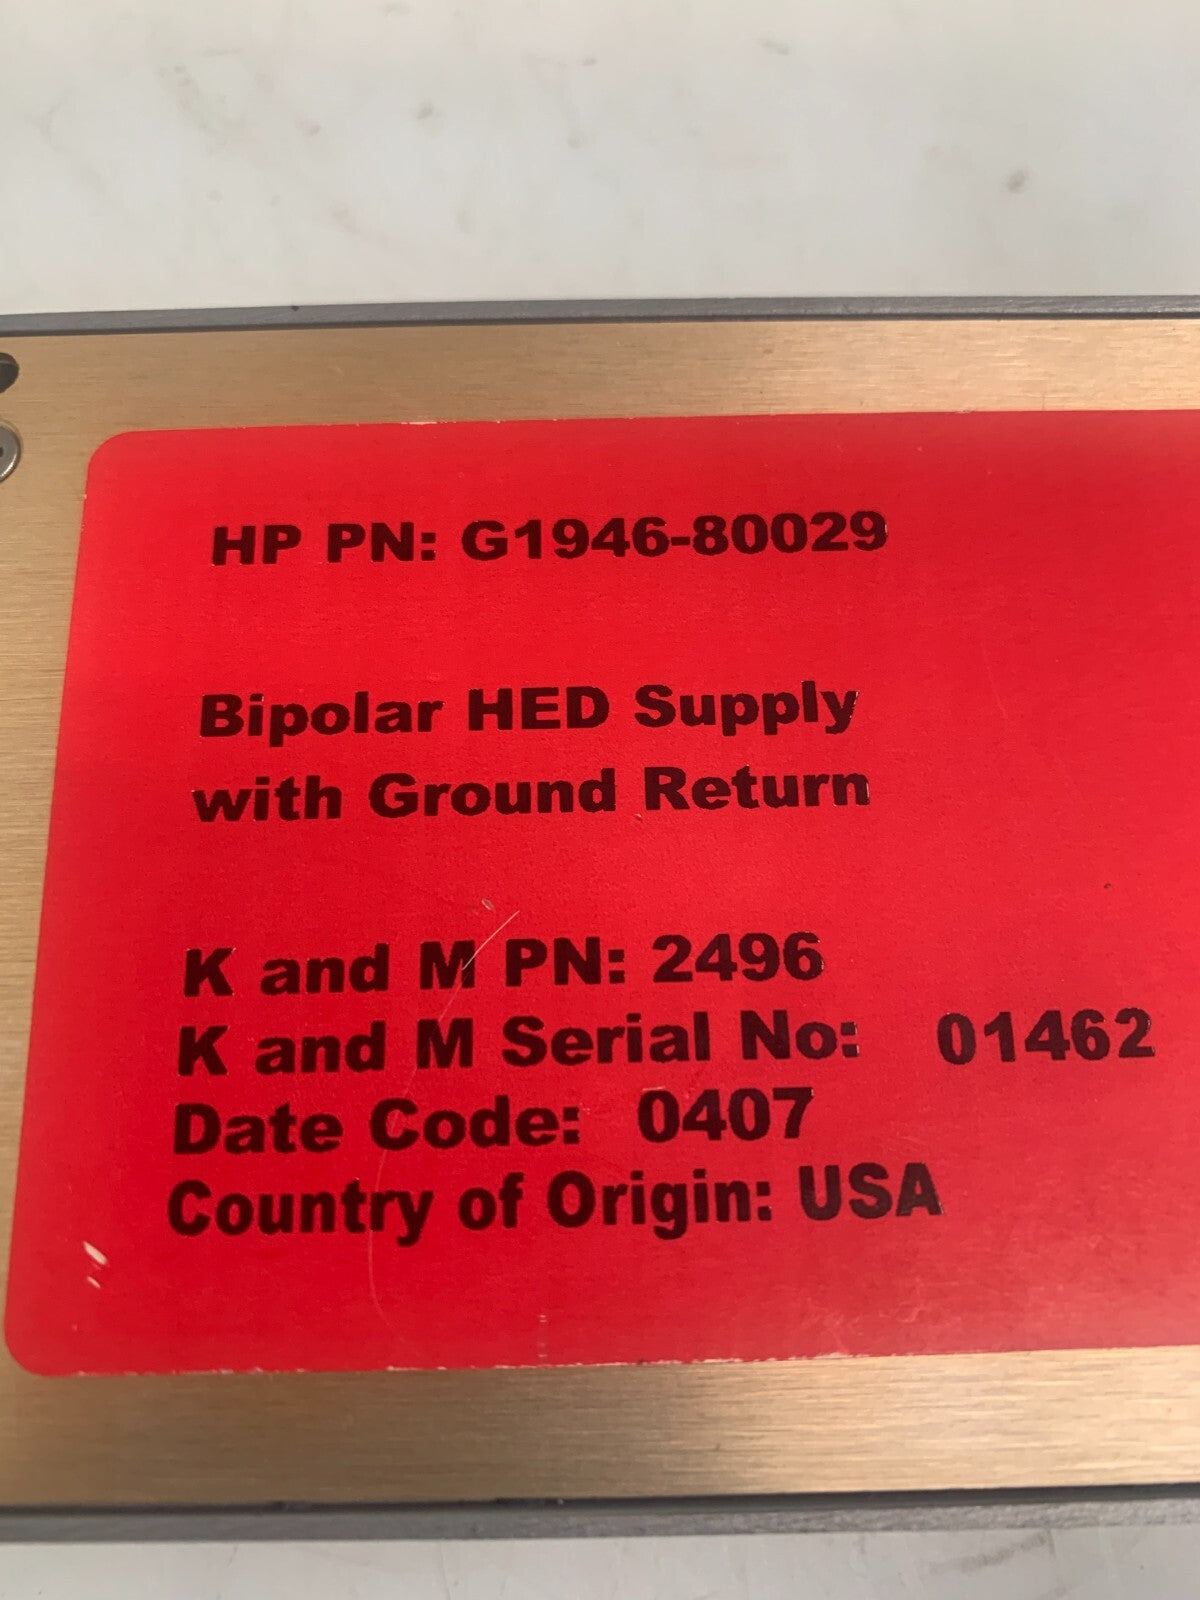 HP PN: G1946-80029
Bipolar HED Supply
with Ground Return
K and M PN: 2496
K and M Serial No: 01462
Date Code: 0407
Country of Origin: USA